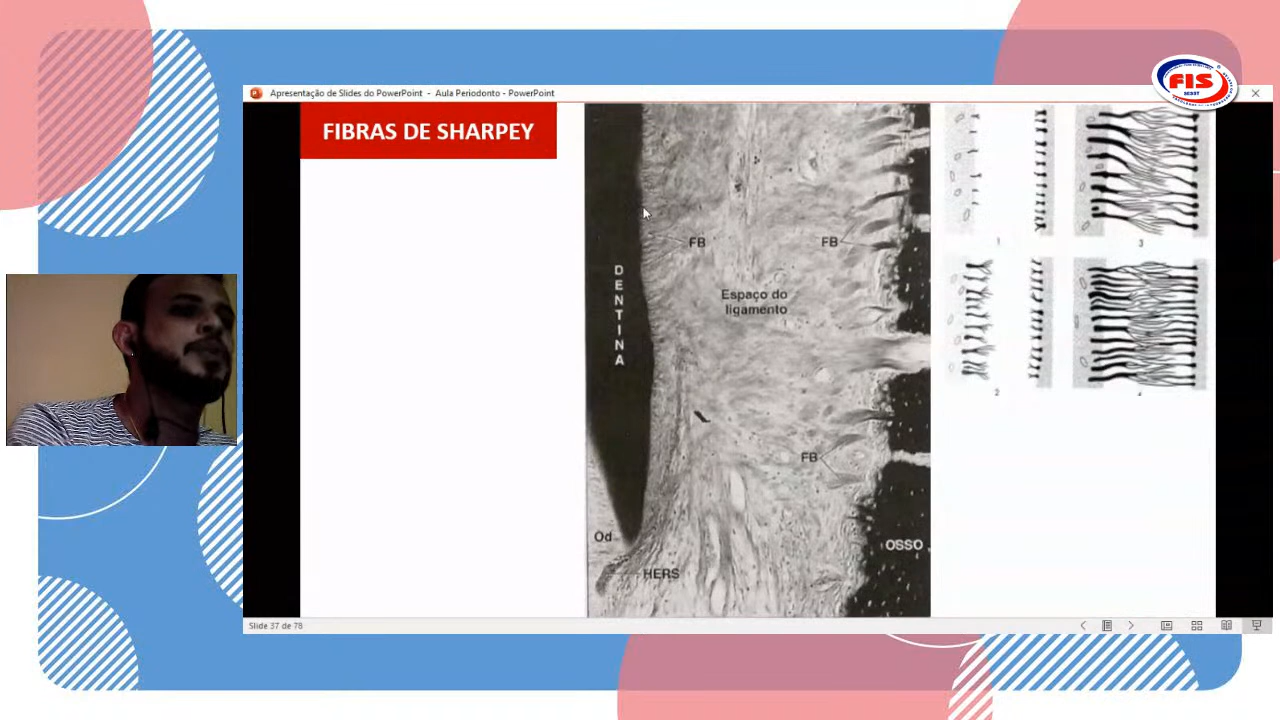 Apresentação de Slides do PowerPoint - Aula Periodonto - PowerPoint
FIS
FIBRAS DE SHARPEY
FB
FB
DENTINA
Espaço do
ligamento
FB
Od
HERS
OSSO
1
3
2
4
Slide 37 de 78